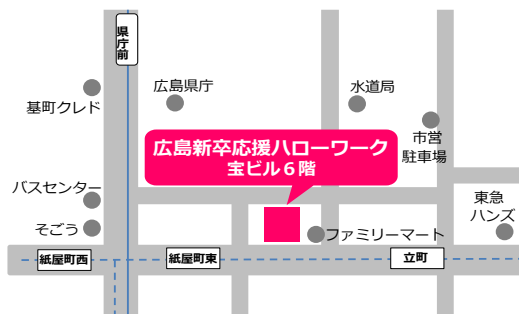 県庁前
基町クレド
広島県庁
水道局
市営
駐車場
広島新卒応援ハローワーク
宝ビル６階
バスセンター
そごう
東急
ハンズ
ファミリーマート
紙屋町西
紙屋町東
立町